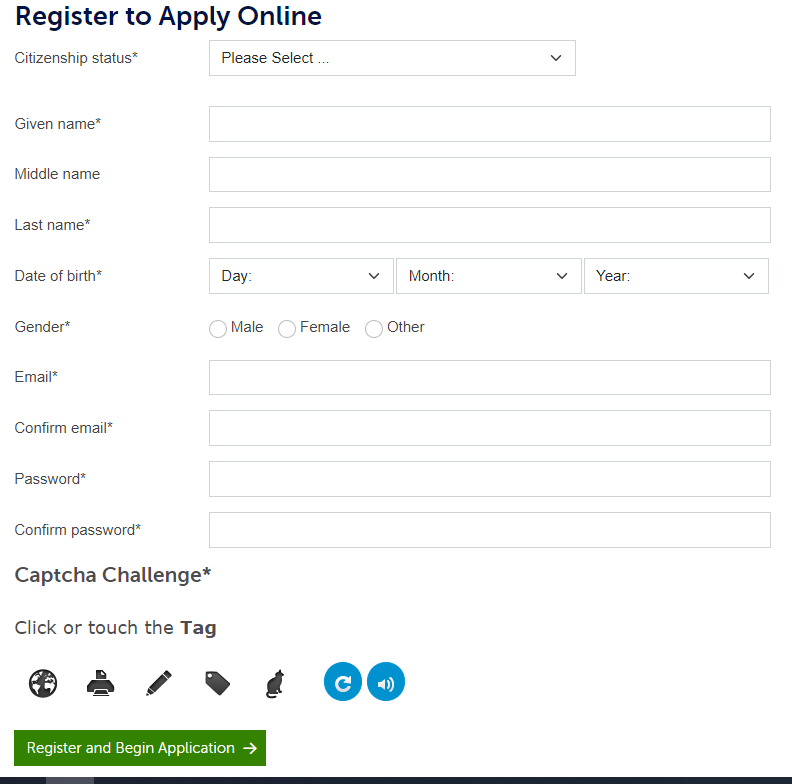 Register to Apply Online
Citizenship status* Please Select ...
Given name*
Middle name
Last name*
Date of birth* Day: Month: Year:
Gender* Male Female Other
Email*
Confirm email*
Password*
Confirm password*
Captcha Challenge*
Click or touch the Tag
Register and Begin Application →